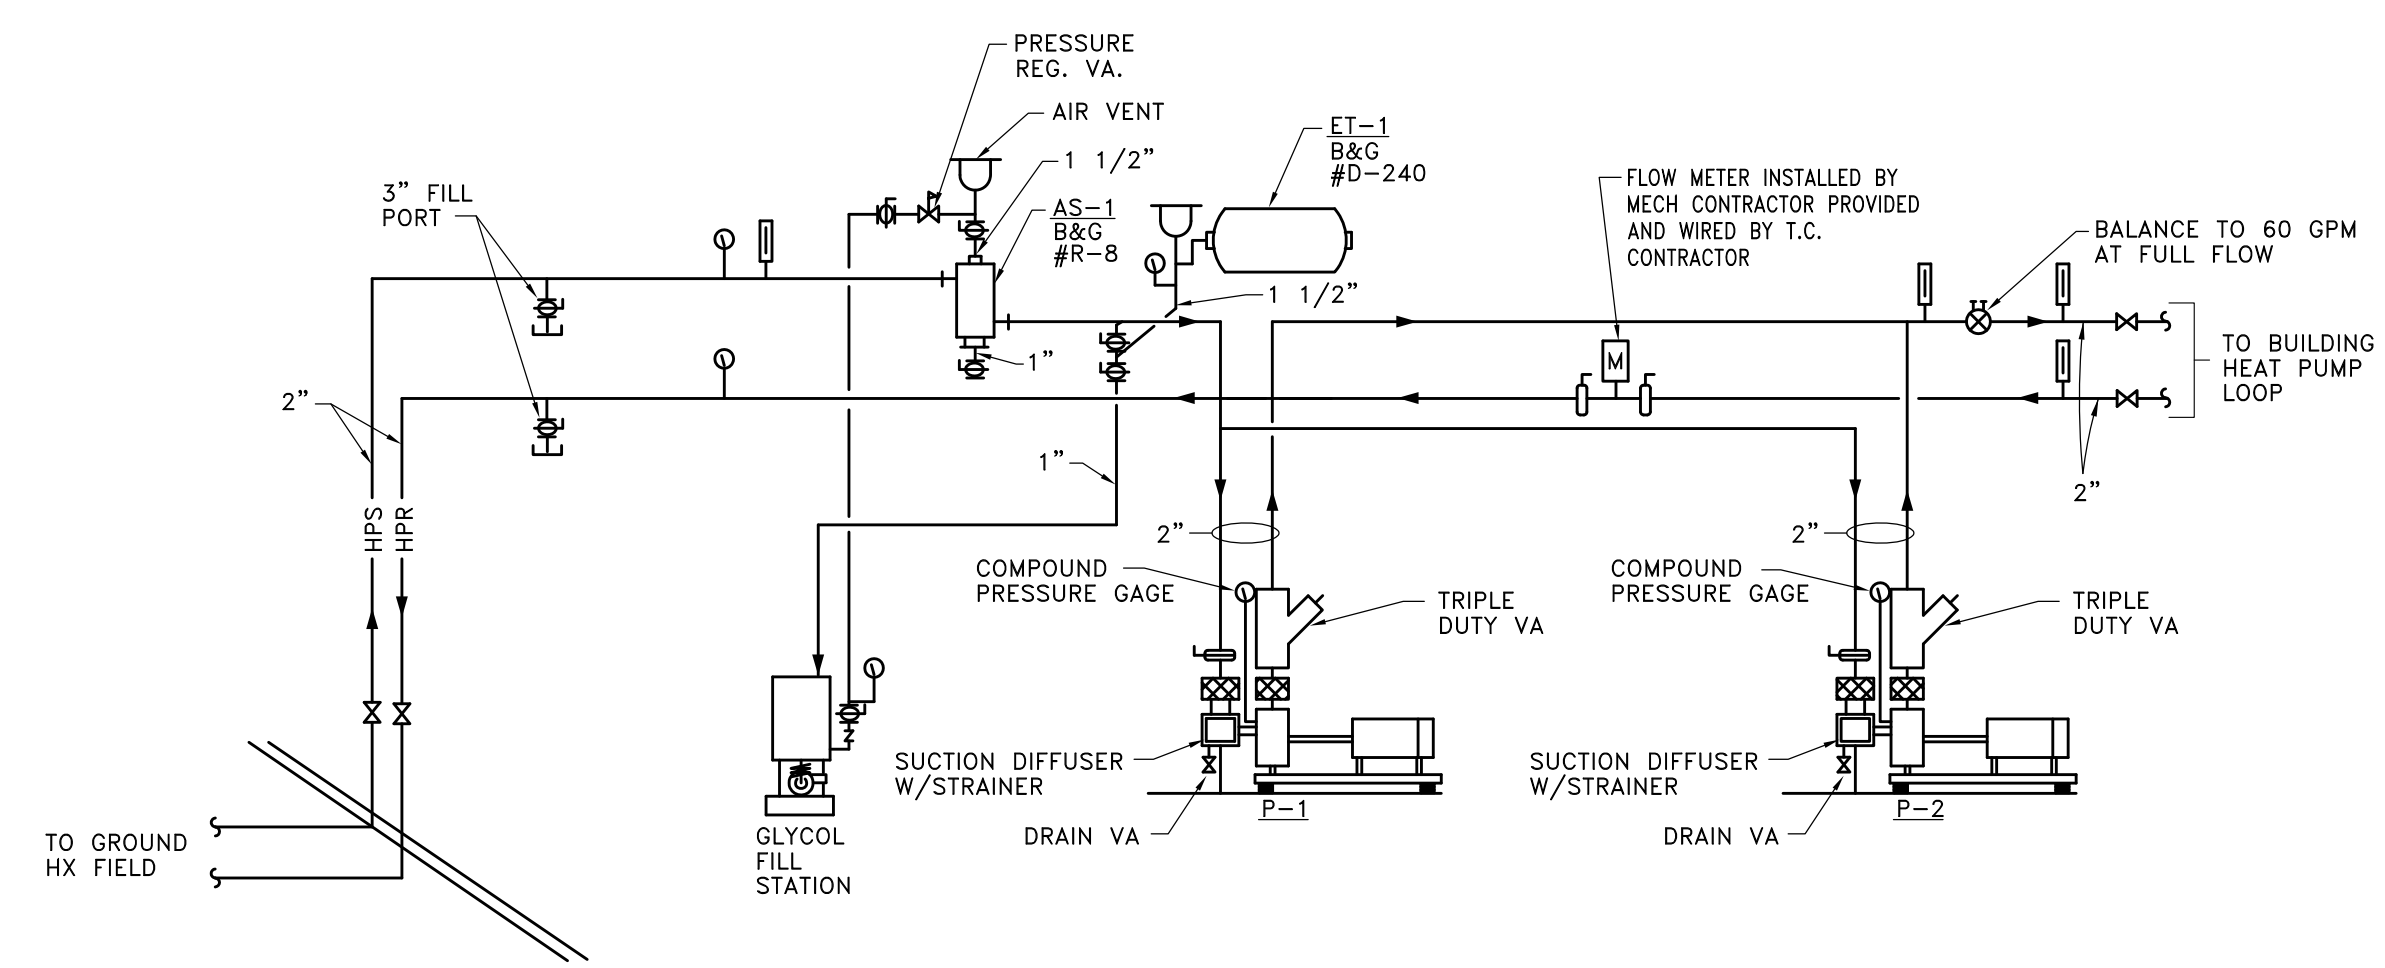 PRESSURE
REG. VA.
AIR VENT
1 1/2"
ET-1
B&G
#D-240
3" FILL
PORT
AS-1
B&G
#R-8
FLOW METER INSTALLED BY
MECH CONTRACTOR PROVIDED
AND WIRED BY T.C.
CONTRACTOR
BALANCE TO 60 GPM
AT FULL FLOW
1 1/2"
1"
M
TO BUILDING
HEAT PUMP
LOOP
2"
1"
2"
HPS
HPR
2"
2"
COMPOUND
PRESSURE GAGE
TRIPLE
DUTY VA
COMPOUND
PRESSURE GAGE
TRIPLE
DUTY VA
SUCTION DIFFUSER
W/STRAINER
SUCTION DIFFUSER
W/STRAINER
P-1
P-2
DRAIN VA
DRAIN VA
TO GROUND
HX FIELD
GLYCOL
FILL
STATION